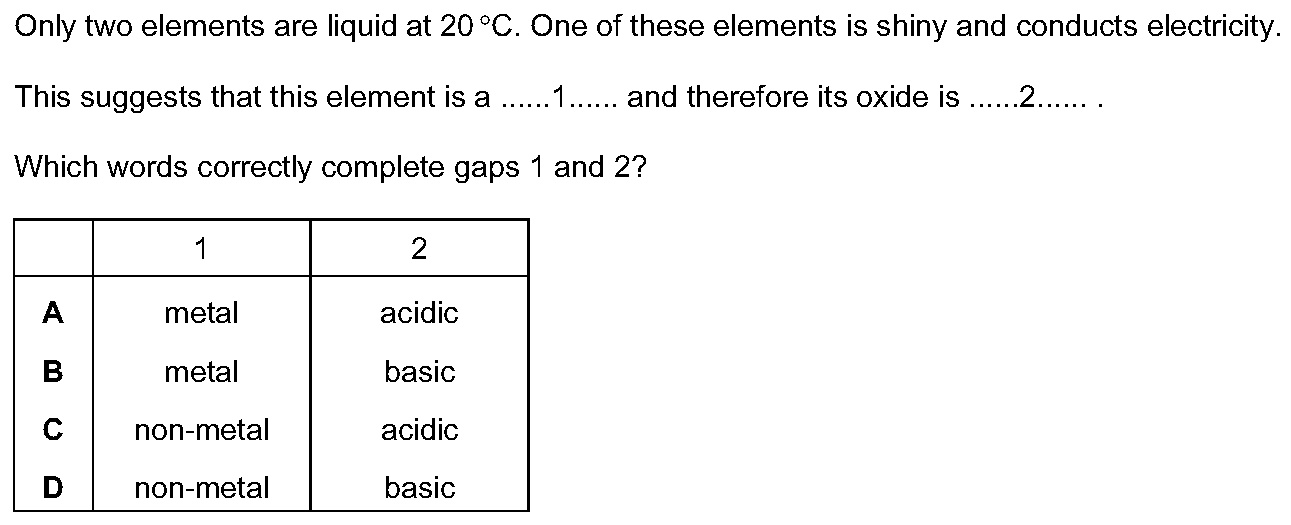 Only two elements are liquid at 20 °C. One of these elements is shiny and conducts electricity.
This suggests that this element is a ......1...... and therefore its oxide is ......2...... .
Which words correctly complete gaps 1 and 2?
1 2
A metal acidic
B metal basic
C non-metal acidic
D non-metal basic